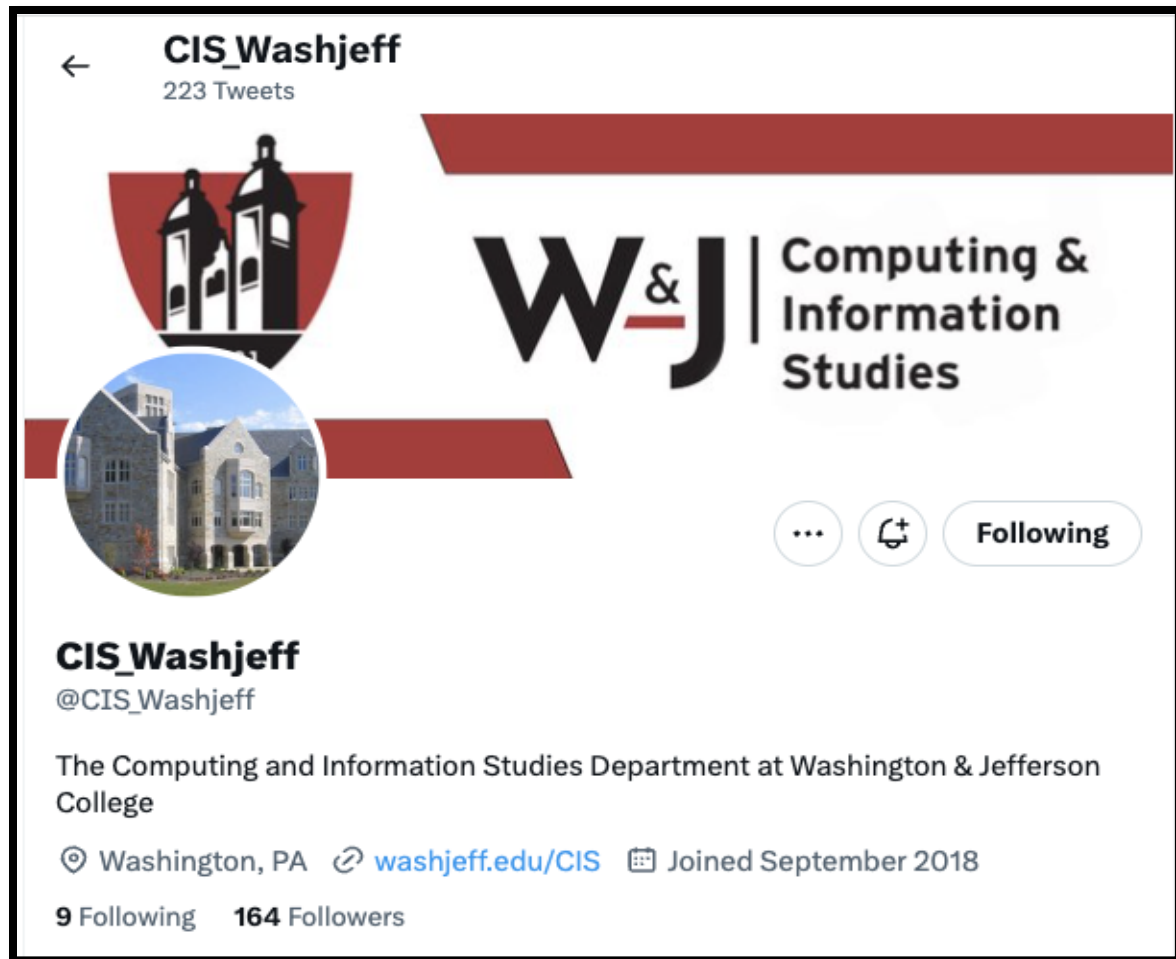 CIS_Washjeff
223 Tweets
W&J
Computing &
Information
Studies
Following
CIS_Washjeff
@CIS_Washjeff
The Computing and Information Studies Department at Washington & Jefferson
College
Washington, PA washjeff.edu/CIS Joined September 2018
9 Following 164 Followers